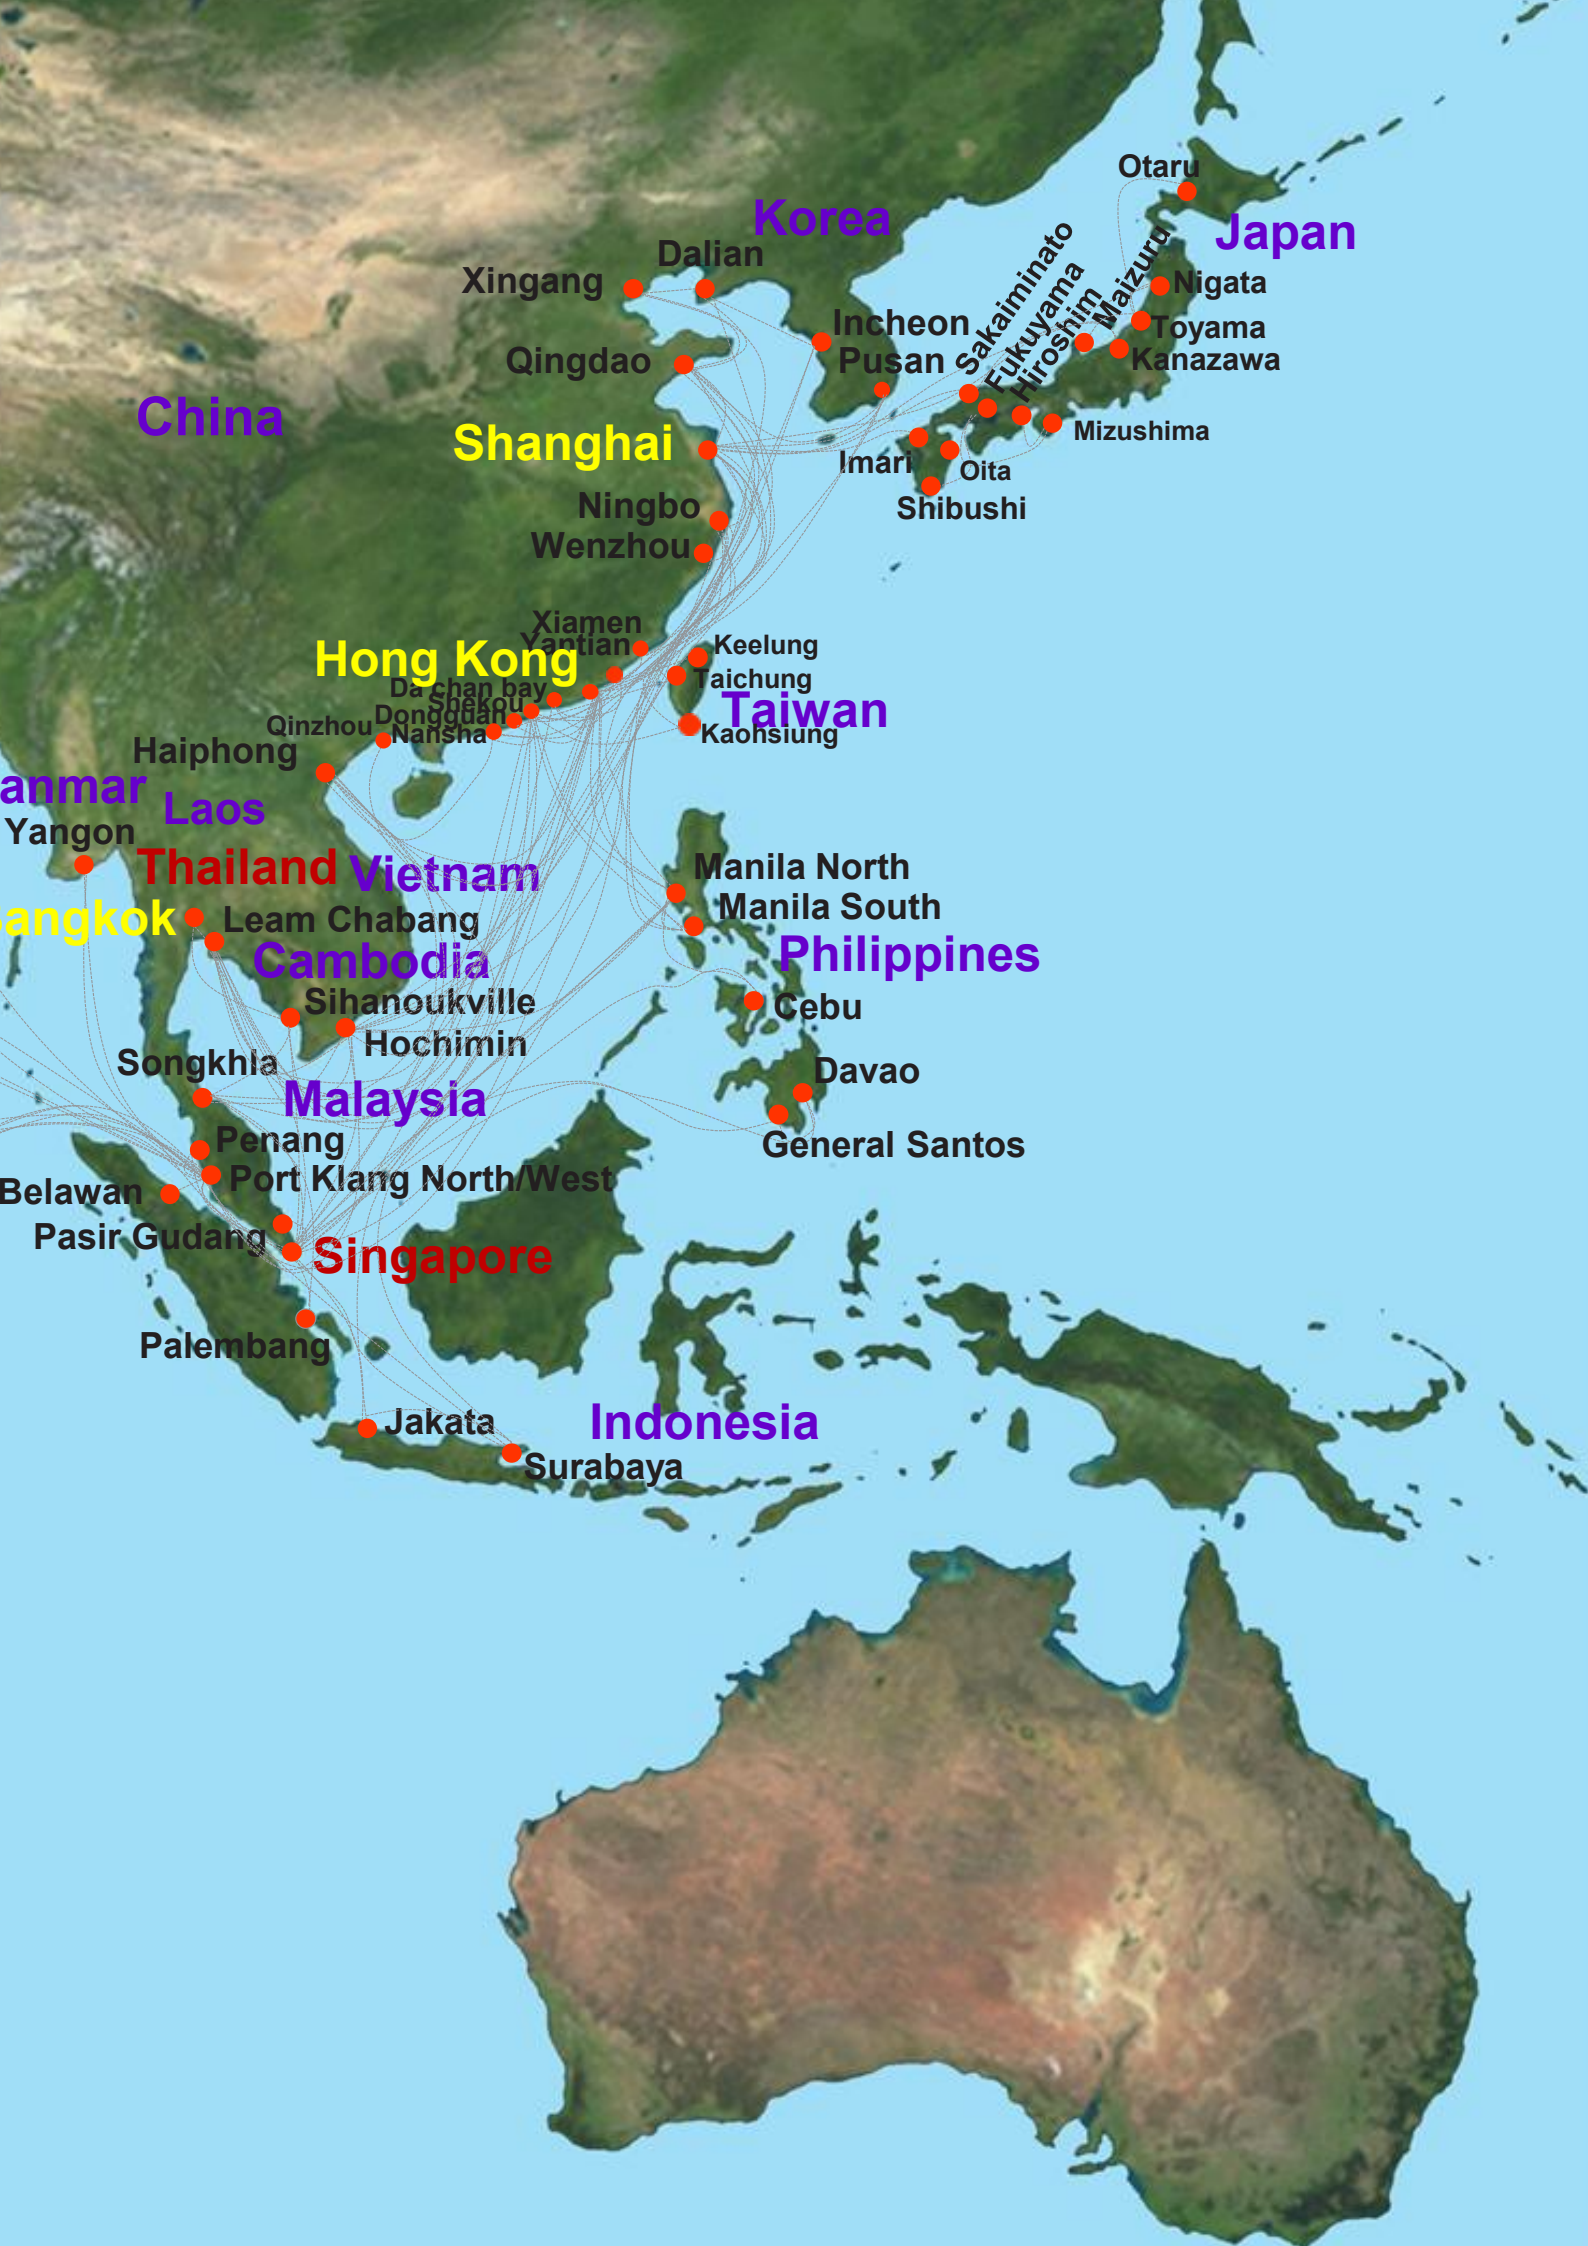 Otaru
Korea
Japan
Dalian
Xingang
Sakaiminato
Maizuru
Fukuyama
Hiroshim
Nigata
Incheon
Toyama
Pusan
Kanazawa
Qingdao
China
Shanghai
Mizushima
Imari
Oita
Shibushi
Ningbo
Wenzhou
Xiamen
Yantian
Keelung
Hong Kong
Taichung
Da chan bay
Shekou
Taiwan
Dongguan
Qinzhou
Nansha
Kaohsiung
Haiphong
anmar
Laos
Yangon
Thailand
Vietnam
Manila North
Manila South
angkok
Leam Chabang
Cambodia
Philippines
Sihanoukville
Cebu
Hochimin
Songkhla
Davao
Malaysia
Penang
General Santos
Port Klang North/West
Belawan
Pasir Gudang
Singapore
Palembang
Jakata
Indonesia
Surabaya